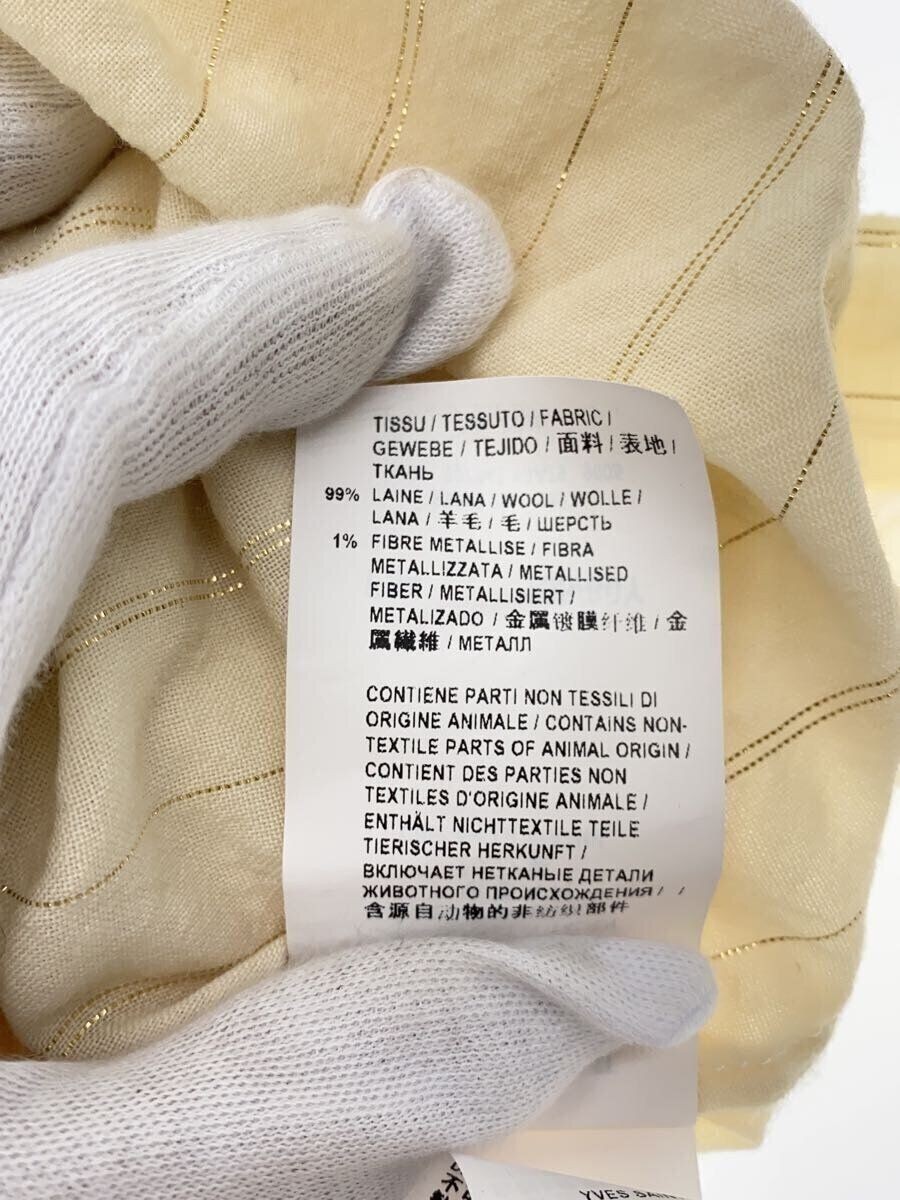 TISSU / TESSUTO / FABRIC /
GEWEBE / TEJIDO / 面料 / 表地 /
ТКАНЬ
99% LAINE / LANA / WOOL / WOLLE /
LANA / 羊毛 / 毛 / ШЕРСТЬ
1% FIBRE METALLISE / FIBRA
METALLIZZATA / METALLISED
FIBER / METALLISIERT /
METALIZADO / 金属镀膜纤维 / 金
属繊維 / МЕТАЛЛ
CONTIENE PARTI NON TESSILI DI
ORIGINE ANIMALE / CONTAINS NON-
TEXTILE PARTS OF ANIMAL ORIGIN /
CONTIENT DES PARTIES NON
TEXTILES D'ORIGINE ANIMALE /
ENTHÄLT NICHTTEXTILE TEILE
TIERISCHER HERKUNFT /
ВКЛЮЧАЕТ НЕТКАНЫЕ ДЕТАЛИ
ЖИВОТНОГО ПРОИСХОЖДЕНИЯ / /
含源自动物的非纺织部件
YVES